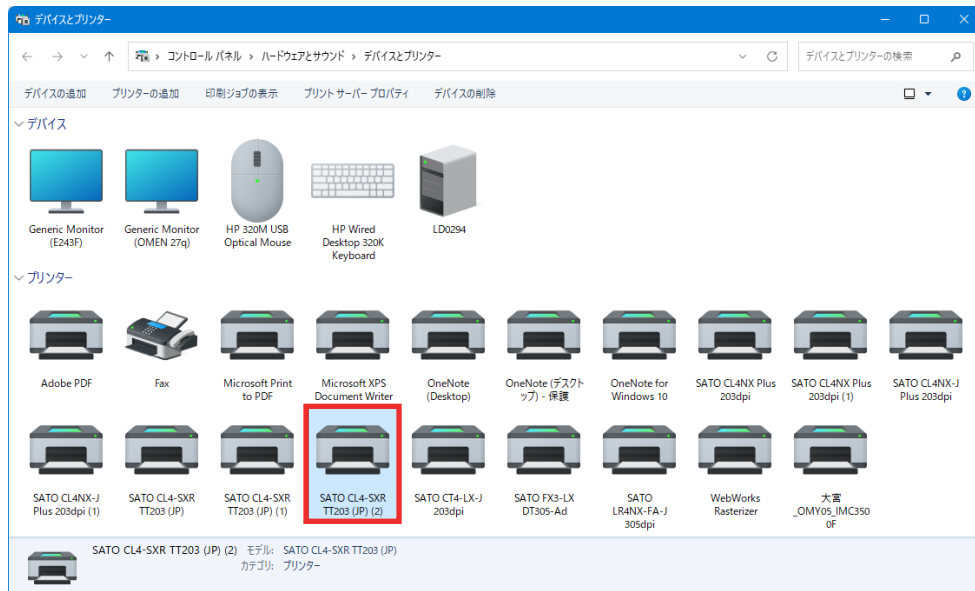 デバイスとプリンター
コントロール パネル › ハードウェアとサウンド › デバイスとプリンター
デバイスとプリンターの検索
デバイスの追加 プリンターの追加 印刷ジョブの表示 プリント サーバー プロパティ デバイスの削除
デバイス
Generic Monitor
(E243F)
Generic Monitor
(OMEN 27q)
HP 320M USB
Optical Mouse
HP Wired
Desktop 320K
Keyboard
LD0294
プリンター
Adobe PDF
Fax
Microsoft Print
to PDF
Microsoft XPS
Document Writer
OneNote
(Desktop)
OneNote (デスクト
ップ) - 保護
OneNote for
Windows 10
SATO CL4NX Plus
203dpi
SATO CL4NX Plus
203dpi (1)
SATO CL4NX-J
Plus 203dpi
SATO CL4NX-J
Plus 203dpi (1)
SATO CL4-SXR
TT203 (JP)
SATO CL4-SXR
TT203 (JP) (1)
SATO CL4-SXR
TT203 (JP) (2)
SATO CT4-LX-J
203dpi
SATO FX3-LX
DT305-Ad
SATO
LR4NX-FA-J
305dpi
WebWorks
Rasterizer
大宮
_OMY05_IMC350
0F
SATO CL4-SXR TT203 (JP) (2) モデル: SATO CL4-SXR TT203 (JP)
カテゴリ: プリンター